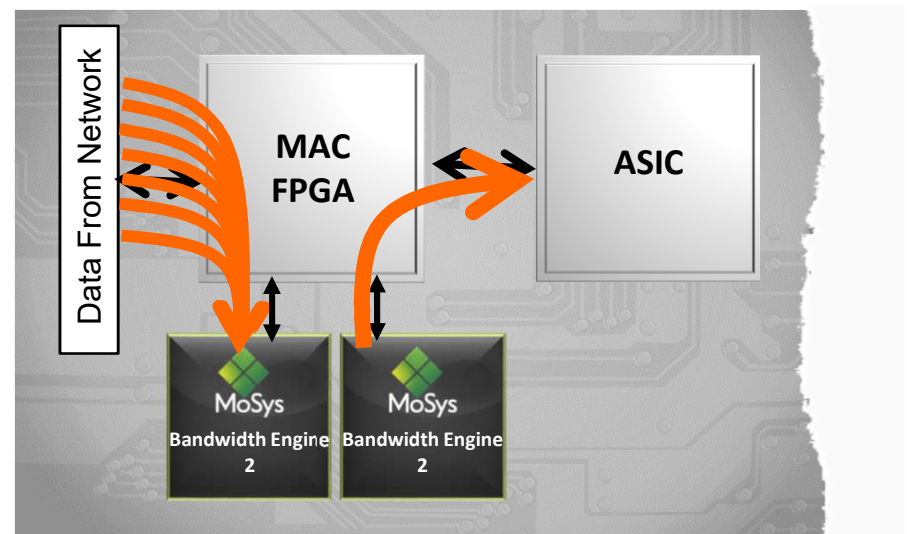 Data From Network
MAC
FPGA
ASIC
MoSys
Bandwidth Engine
2
MoSys
Bandwidth Engine
2